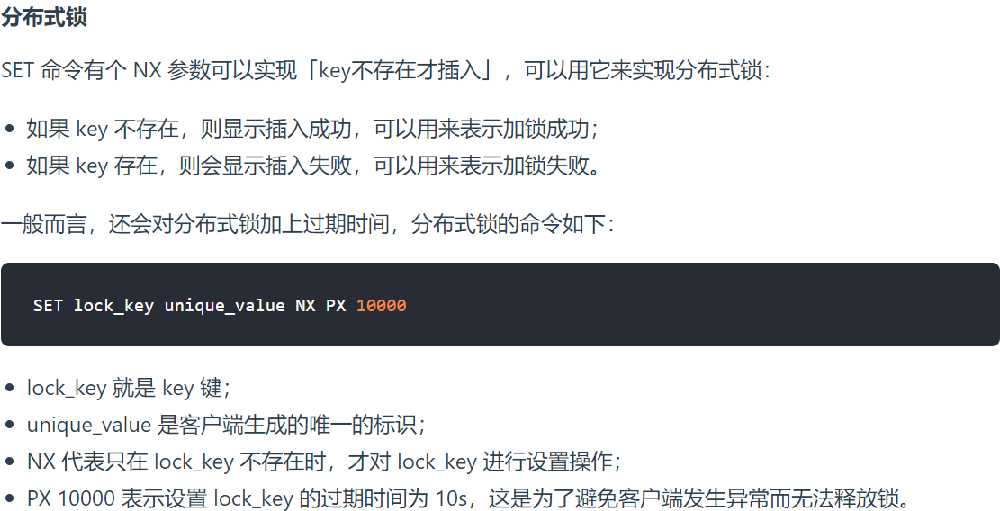 分布式锁
SET 命令有个 NX 参数可以实现「key不存在才插入」，可以用它来实现分布式锁：
如果 key 不存在，则显示插入成功，可以用来表示加锁成功；
如果 key 存在，则会显示插入失败，可以用来表示加锁失败。
一般而言，还会对分布式锁加上过期时间，分布式锁的命令如下：
SET lock_key unique_value NX PX 10000
lock_key 就是 key 键；
unique_value 是客户端生成的唯一的标识；
NX 代表只在 lock_key 不存在时，才对 lock_key 进行设置操作；
PX 10000 表示设置 lock_key 的过期时间为 10s，这是为了避免客户端发生异常而无法释放锁。